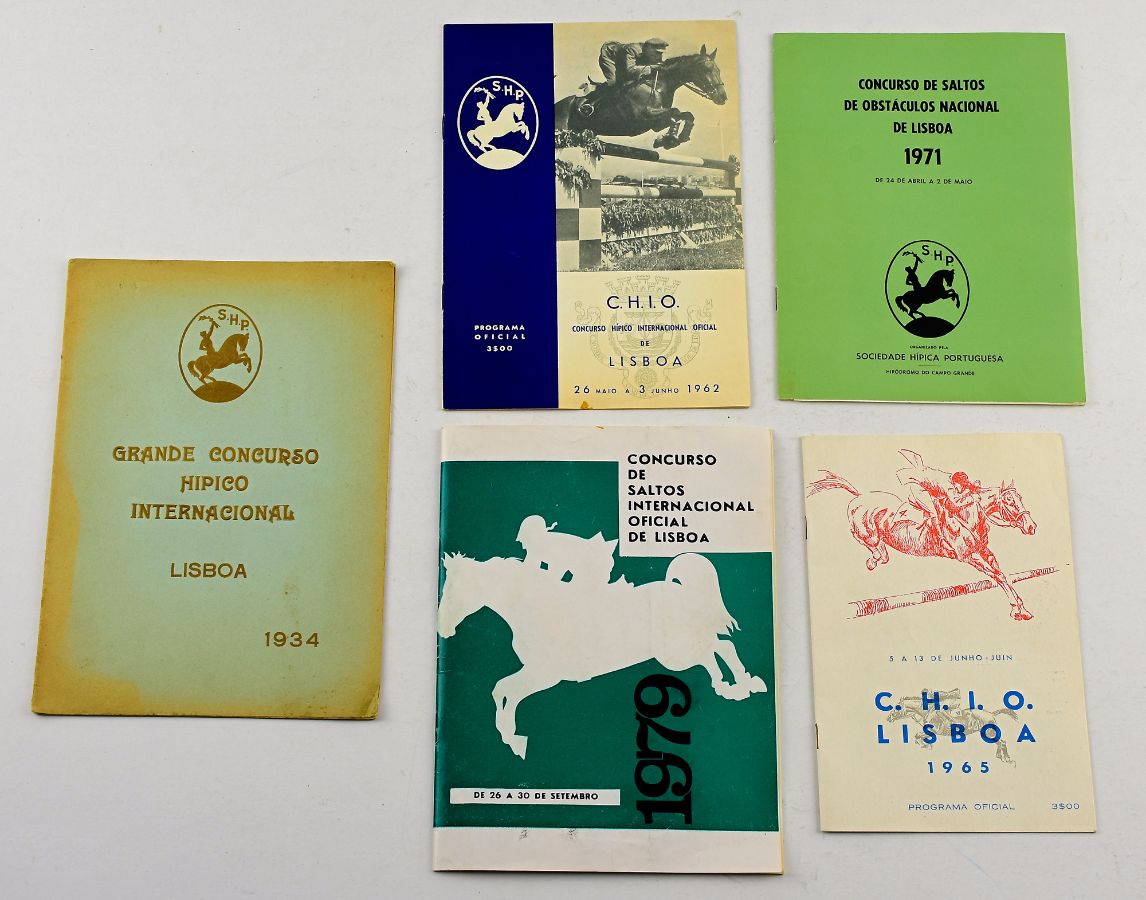 S.H.P.
GRANDE CONCURSO
HIPICO
INTERNACIONAL
LISBOA
1934
S.H.P.
PROGRAMA
OFICIAL
3$00
C.H.I.O.
CONCURSO HÍPICO INTERNACIONAL OFICIAL
DE
LISBOA
26 MAIO A 3 JUNHO 1962
CONCURSO DE SALTOS
DE OBSTÁCULOS NACIONAL
DE LISBOA
1971
DE 24 DE ABRIL A 2 DE MAIO
S.H.P.
ORGANIZADO PELA
SOCIEDADE HÍPICA PORTUGUESA
HIPÓDROMO DO CAMPO GRANDE
CONCURSO
DE
SALTOS
INTERNACIONAL
OFICIAL
DE LISBOA
1979
DE 26 A 30 DE SETEMBRO
5 A 13 DE JUNHO-JUIN
C. H. I. O.
LISBOA
1965
PROGRAMA OFICIAL 3$00